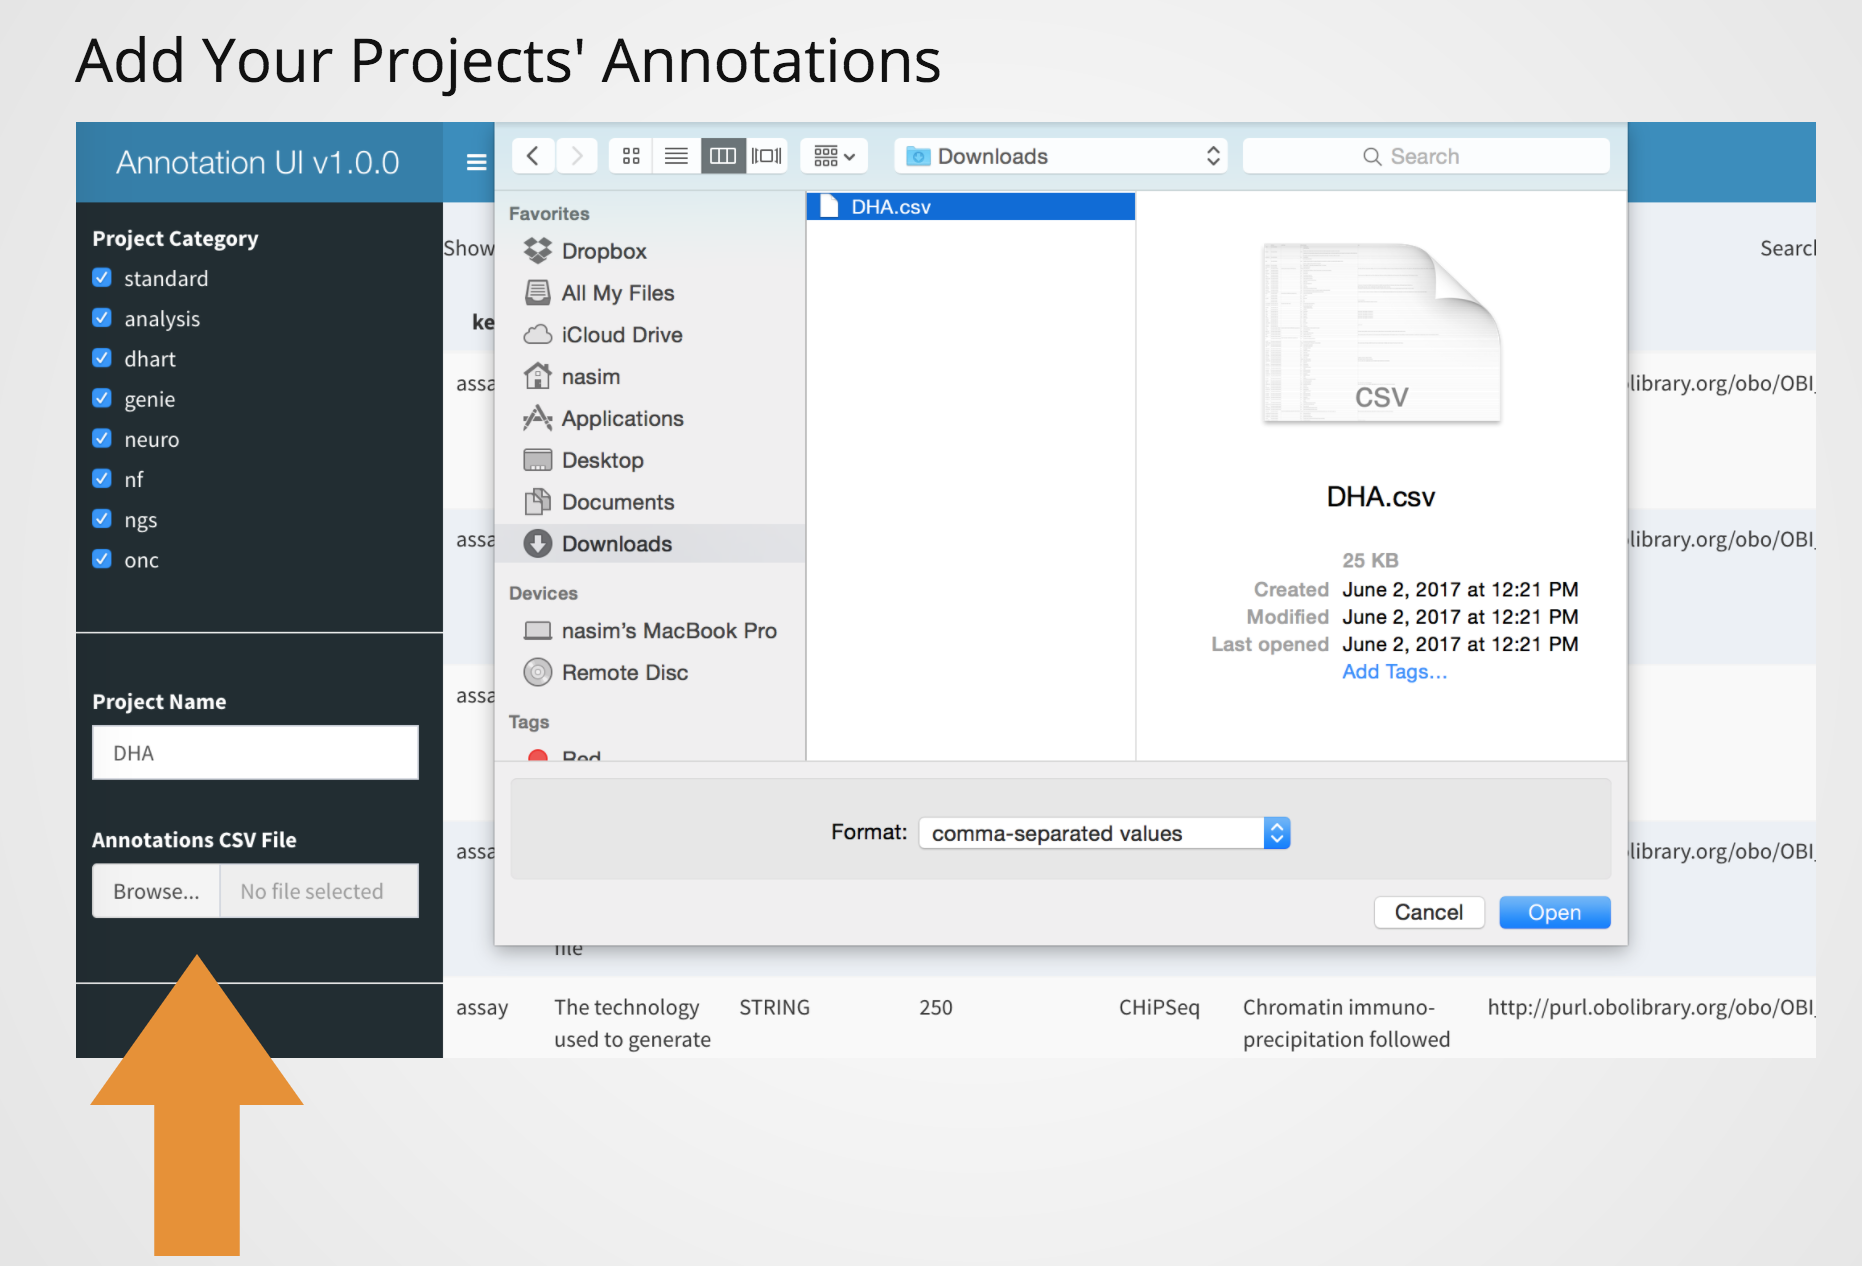 Add Your Projects' Annotations
Annotation UI v1.0.0
Project Category
standard
analysis
dhart
genie
neuro
nf
ngs
onc
Project Name
DHA
Annotations CSV File
Browse... No file selected
Downloads
Search
Favorites
Dropbox
All My Files
iCloud Drive
nasim
Applications
Desktop
Documents
Downloads
Devices
nasim's MacBook Pro
Remote Disc
Tags
Red
DHA.csv
CSV
DHA.csv
25 KB
Created June 2, 2017 at 12:21 PM
Modified June 2, 2017 at 12:21 PM
Last opened June 2, 2017 at 12:21 PM
Add Tags...
Format: comma-separated values
Cancel Open
Show
Search
ke
assa
library.org/obo/OBI_
assa
library.org/obo/OBI_
assa
assa
library.org/obo/OBI_
file
assay The technology STRING 250 CHiPSeq Chromatin immuno- http://purl.obolibrary.org/obo/OBI_
used to generate precipitation followed